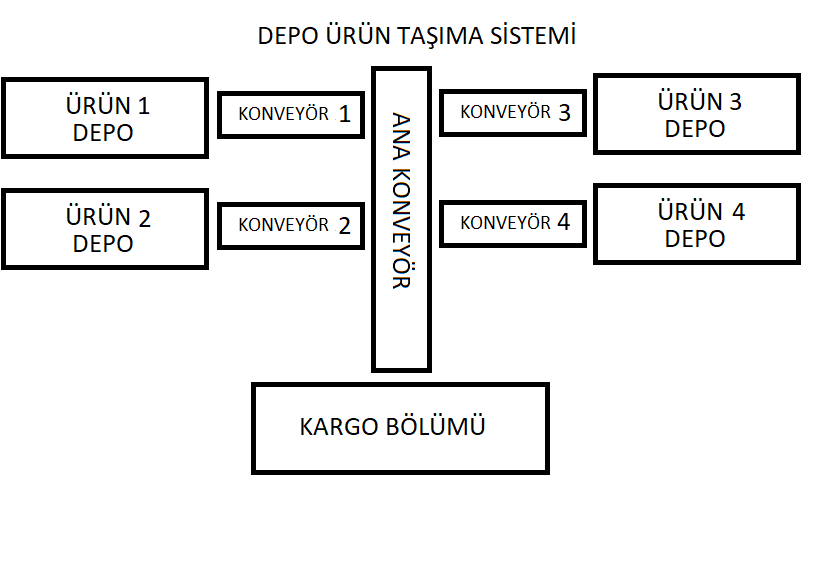 DEPO ÜRÜN TAŞIMA SİSTEMİ
ÜRÜN 1
DEPO
KONVEYÖR 1
ANA KONVEYÖR
KONVEYÖR 3
ÜRÜN 3
DEPO
ÜRÜN 2
DEPO
KONVEYÖR 2
KONVEYÖR 4
ÜRÜN 4
DEPO
KARGO BÖLÜMÜ